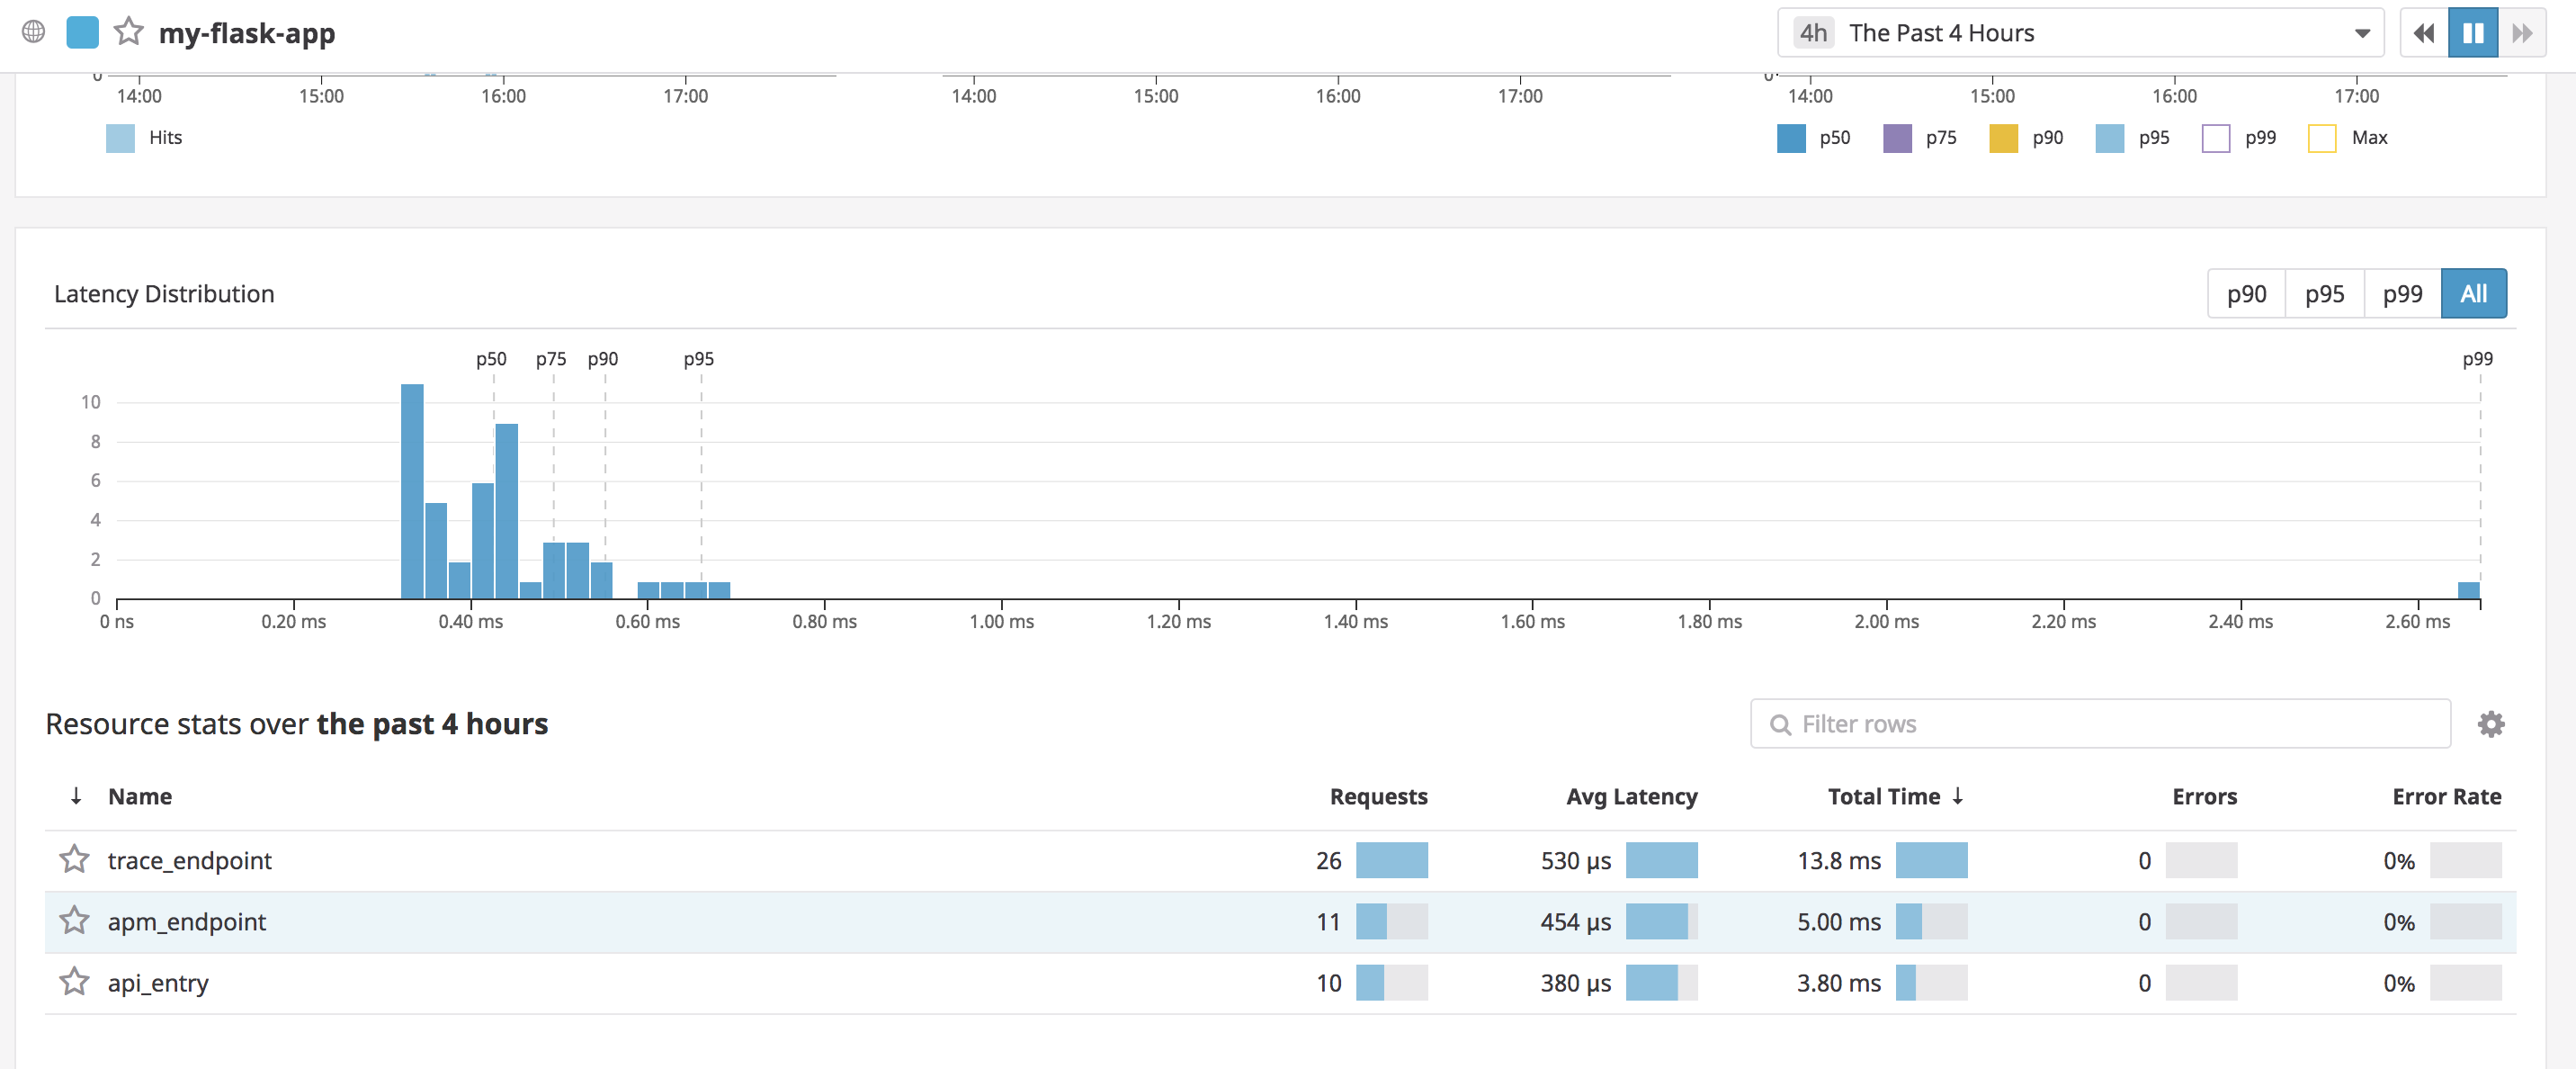 my-flask-app
4h The Past 4 Hours
0 0
14:00 15:00 16:00 17:00 14:00 15:00 16:00 17:00 14:00 15:00 16:00 17:00
Hits p50 p75 p90 p95 p99 Max
Latency Distribution p90 p95 p99 All
p50 p75 p90 p95 p99
10
8
6
4
2
0
0 ns 0.20 ms 0.40 ms 0.60 ms 0.80 ms 1.00 ms 1.20 ms 1.40 ms 1.60 ms 1.80 ms 2.00 ms 2.20 ms 2.40 ms 2.60 ms
Resource stats over the past 4 hours Filter rows
↓ Name Requests Avg Latency Total Time ↓ Errors Error Rate
trace_endpoint 26 530 µs 13.8 ms 0 0%
apm_endpoint 11 454 µs 5.00 ms 0 0%
api_entry 10 380 µs 3.80 ms 0 0%